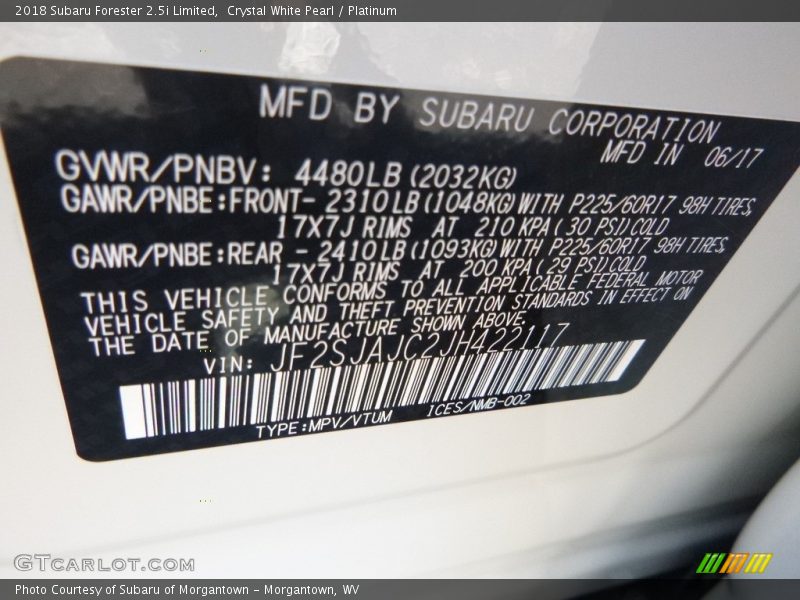 2018 Subaru Forester 2.5i Limited,  Crystal White Pearl / Platinum
MFD BY SUBARU CORPORATION
MFD IN 06/17
GVWR/PNBV: 4480LB (2032KG)
GAWR/PNBE:FRONT- 2310LB (1048KG) WITH P225/60R17 98H TIRES,
17X7J RIMS AT 210 KPA ( 30 PSI) COLD
GAWR/PNBE:REAR - 2410LB (1093KG) WITH P225/60R17 98H TIRES,
17X7J RIMS AT 200 KPA ( 29 PSI) COLD
THIS VEHICLE CONFORMS TO ALL APPLICABLE FEDERAL MOTOR
VEHICLE SAFETY AND THEFT PREVENTION STANDARDS IN EFFECT ON
THE DATE OF MANUFACTURE SHOWN ABOVE.
VIN: JF2SJAJC2JH422117
TYPE:MPV/VTUM ICES/NMB-002
GTCARLOT.COM
Photo Courtesy of Subaru of Morgantown - Morgantown, WV